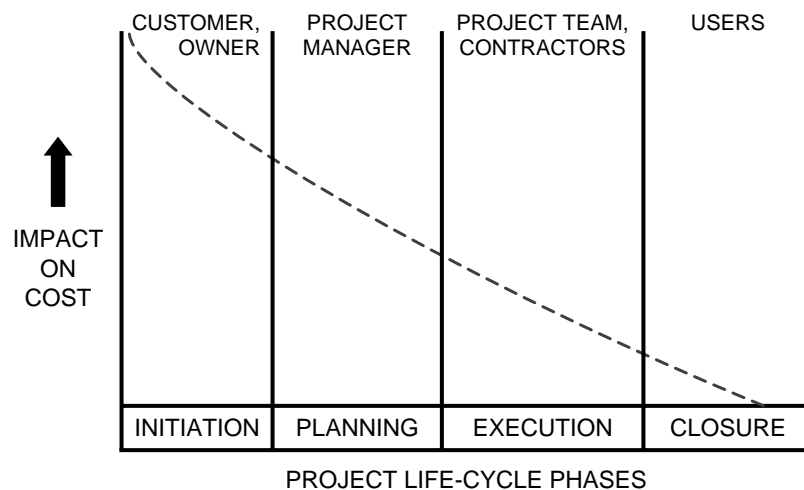 CUSTOMER,
OWNER
PROJECT
MANAGER
PROJECT TEAM,
CONTRACTORS
USERS
IMPACT
ON
COST
INITIATION
PLANNING
EXECUTION
CLOSURE
PROJECT LIFE-CYCLE PHASES